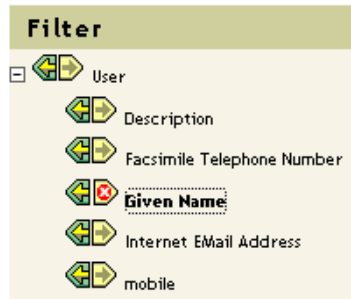 Filter
User
Description
Facsimile Telephone Number
Given Name
Internet EMail Address
mobile